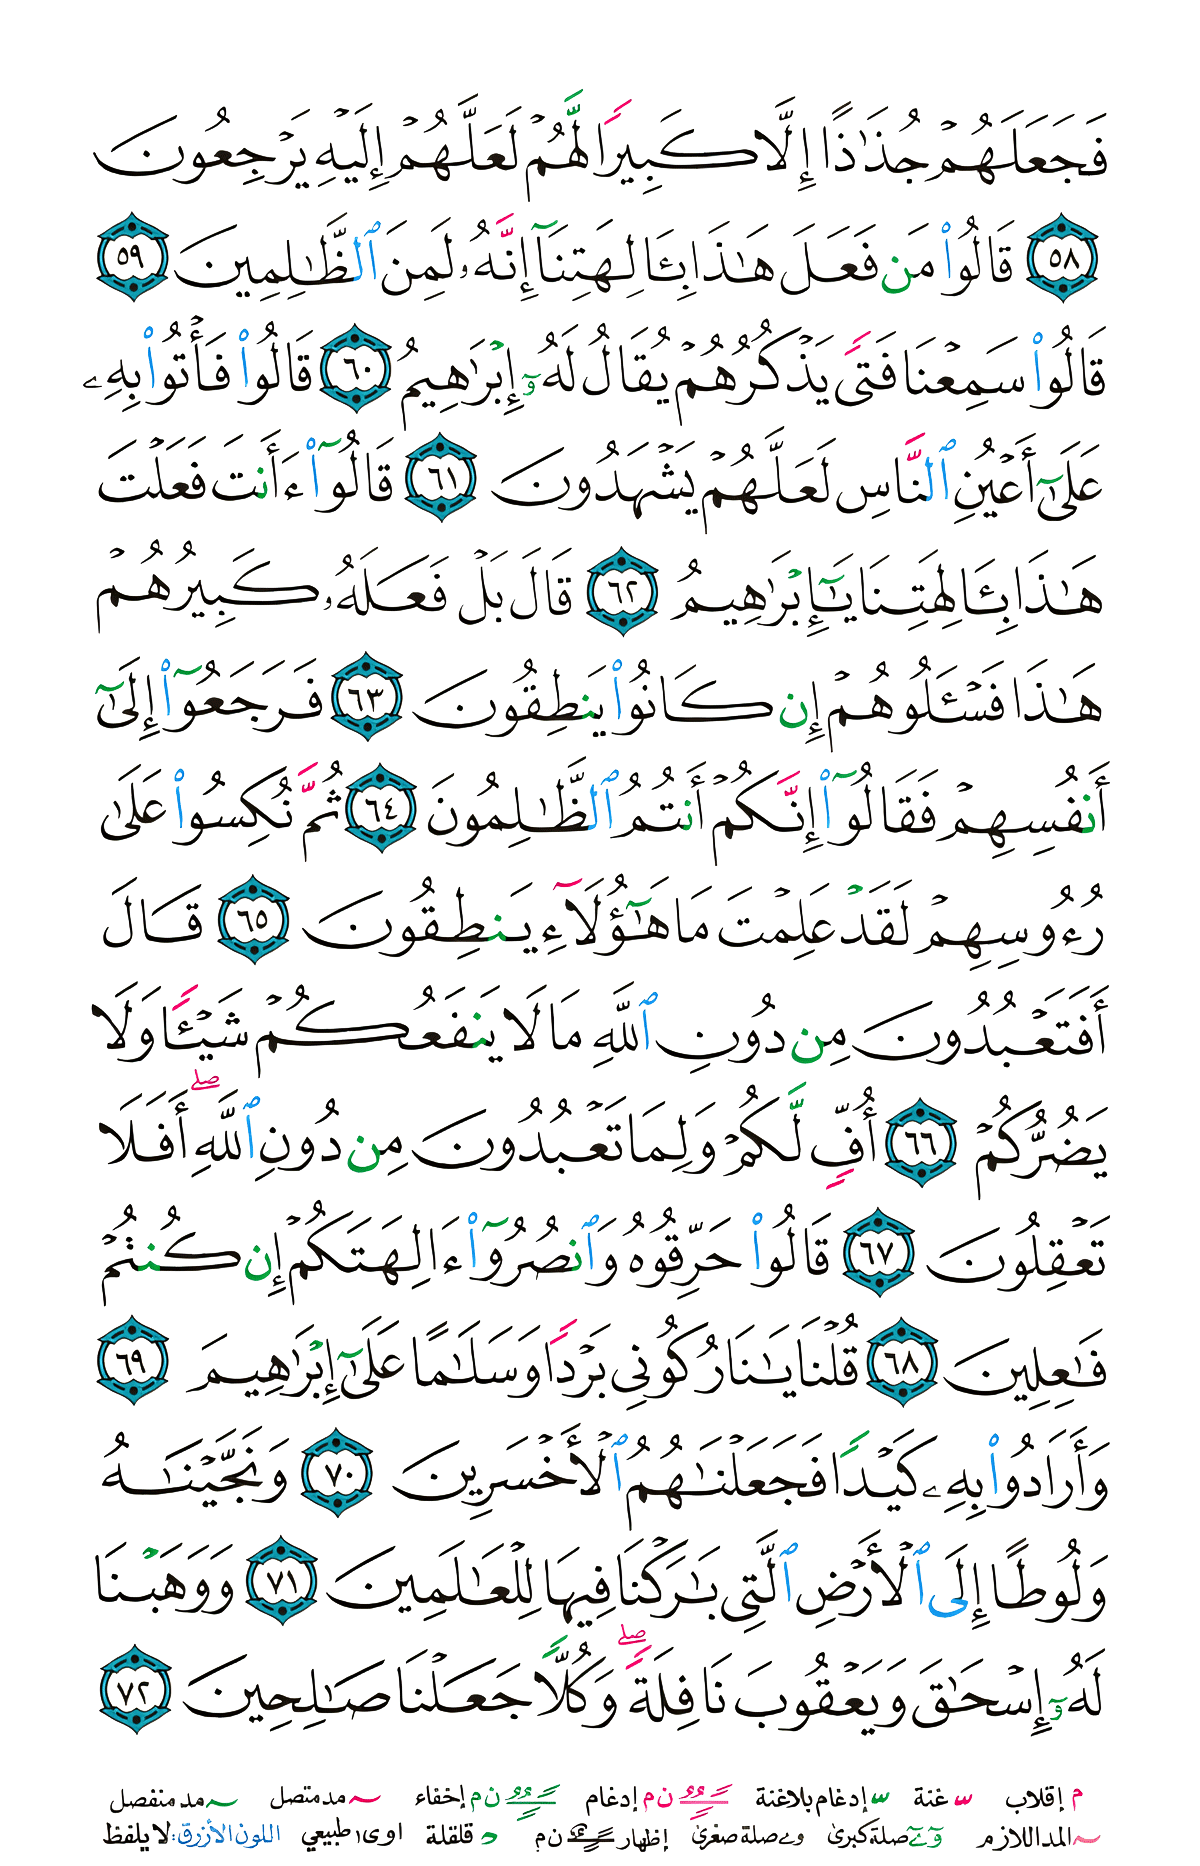 فَجَعَلَهُمۡ جُذَٰذًا إِلَّا كَبِيرًا لَّهُمۡ لَعَلَّهُمۡ إِلَيۡهِ يَرۡجِعُونَ
٥٨ قَالُواْ مَن فَعَلَ هَٰذَا بِـَٔالِهَتِنَآ إِنَّهُۥ لَمِنَ ٱلظَّٰلِمِينَ ٥٩
قَالُواْ سَمِعۡنَا فَتًى يَذۡكُرُهُمۡ يُقَالُ لَهُۥٓ إِبۡرَٰهِيمُ ٦٠ قَالُواْ فَأۡتُواْ بِهِۦ
عَلَىٰٓ أَعۡيُنِ ٱلنَّاسِ لَعَلَّهُمۡ يَشۡهَدُونَ ٦١ قَالُوٓاْ ءَأَنتَ فَعَلۡتَ
هَٰذَا بِـَٔالِهَتِنَا يَٰٓإِبۡرَٰهِيمُ ٦٢ قَالَ بَلۡ فَعَلَهُۥ كَبِيرُهُمۡ
هَٰذَا فَسۡـَٔلُوهُمۡ إِن كَانُواْ يَنطِقُونَ ٦٣ فَرَجَعُوٓاْ إِلَىٰٓ
أَنفُسِهِمۡ فَقَالُوٓاْ إِنَّكُمۡ أَنتُمُ ٱلظَّٰلِمُونَ ٦٤ ثُمَّ نُكِسُواْ عَلَىٰ
رُءُوسِهِمۡ لَقَدۡ عَلِمۡتَ مَا هَٰٓؤُلَآءِ يَنطِقُونَ ٦٥ قَالَ
أَفَتَعۡبُدُونَ مِن دُونِ ٱللَّهِ مَا لَا يَنفَعُكُمۡ شَيۡـًٔا وَلَا
يَضُرُّكُمۡ ٦٦ أُفٍّ لَّكُمۡ وَلِمَا تَعۡبُدُونَ مِن دُونِ ٱللَّهِۚ أَفَلَا
تَعۡقِلُونَ ٦٧ قَالُواْ حَرِّقُوهُ وَٱنصُرُوٓاْ ءَالِهَتَكُمۡ إِن كُنتُمۡ
فَٰعِلِينَ ٦٨ قُلۡنَا يَٰنَارُ كُونِي بَرۡدًا وَسَلَٰمًا عَلَىٰٓ إِبۡرَٰهِيمَ ٦٩
وَأَرَادُواْ بِهِۦ كَيۡدًا فَجَعَلۡنَٰهُمُ ٱلۡأَخۡسَرِينَ ٧٠ وَنَجَّيۡنَٰهُ
وَلُوطًا إِلَى ٱلۡأَرۡضِ ٱلَّتِي بَٰرَكۡنَا فِيهَا لِلۡعَٰلَمِينَ ٧١ وَوَهَبۡنَا
لَهُۥٓ إِسۡحَٰقَ وَيَعۡقُوبَ نَافِلَةًۖ وَكُلًّا جَعَلۡنَا صَٰلِحِينَ ٧٢
م إقلاب ـّ غنة ـّ إدغام بلاغنة ن م إدغام ن م إخفاء ~ مد متصل ~ مد منفصل
~ المد اللازم و ے صلة كبرى و ے صلة صغرى إظهار ن م د قلقلة اوى، طبيعي اللون الأزرق: لا يلفظ